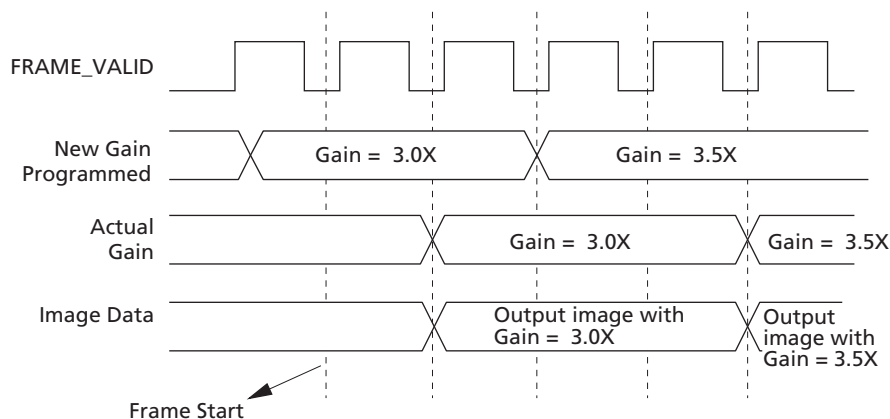 FRAME_VALID
New Gain
Programmed
Gain = 3.0X
Gain = 3.5X
Actual
Gain
Gain = 3.0X
Gain = 3.5X
Image Data
Output image with
Gain = 3.0X
Output
image with
Gain = 3.5X
Frame Start